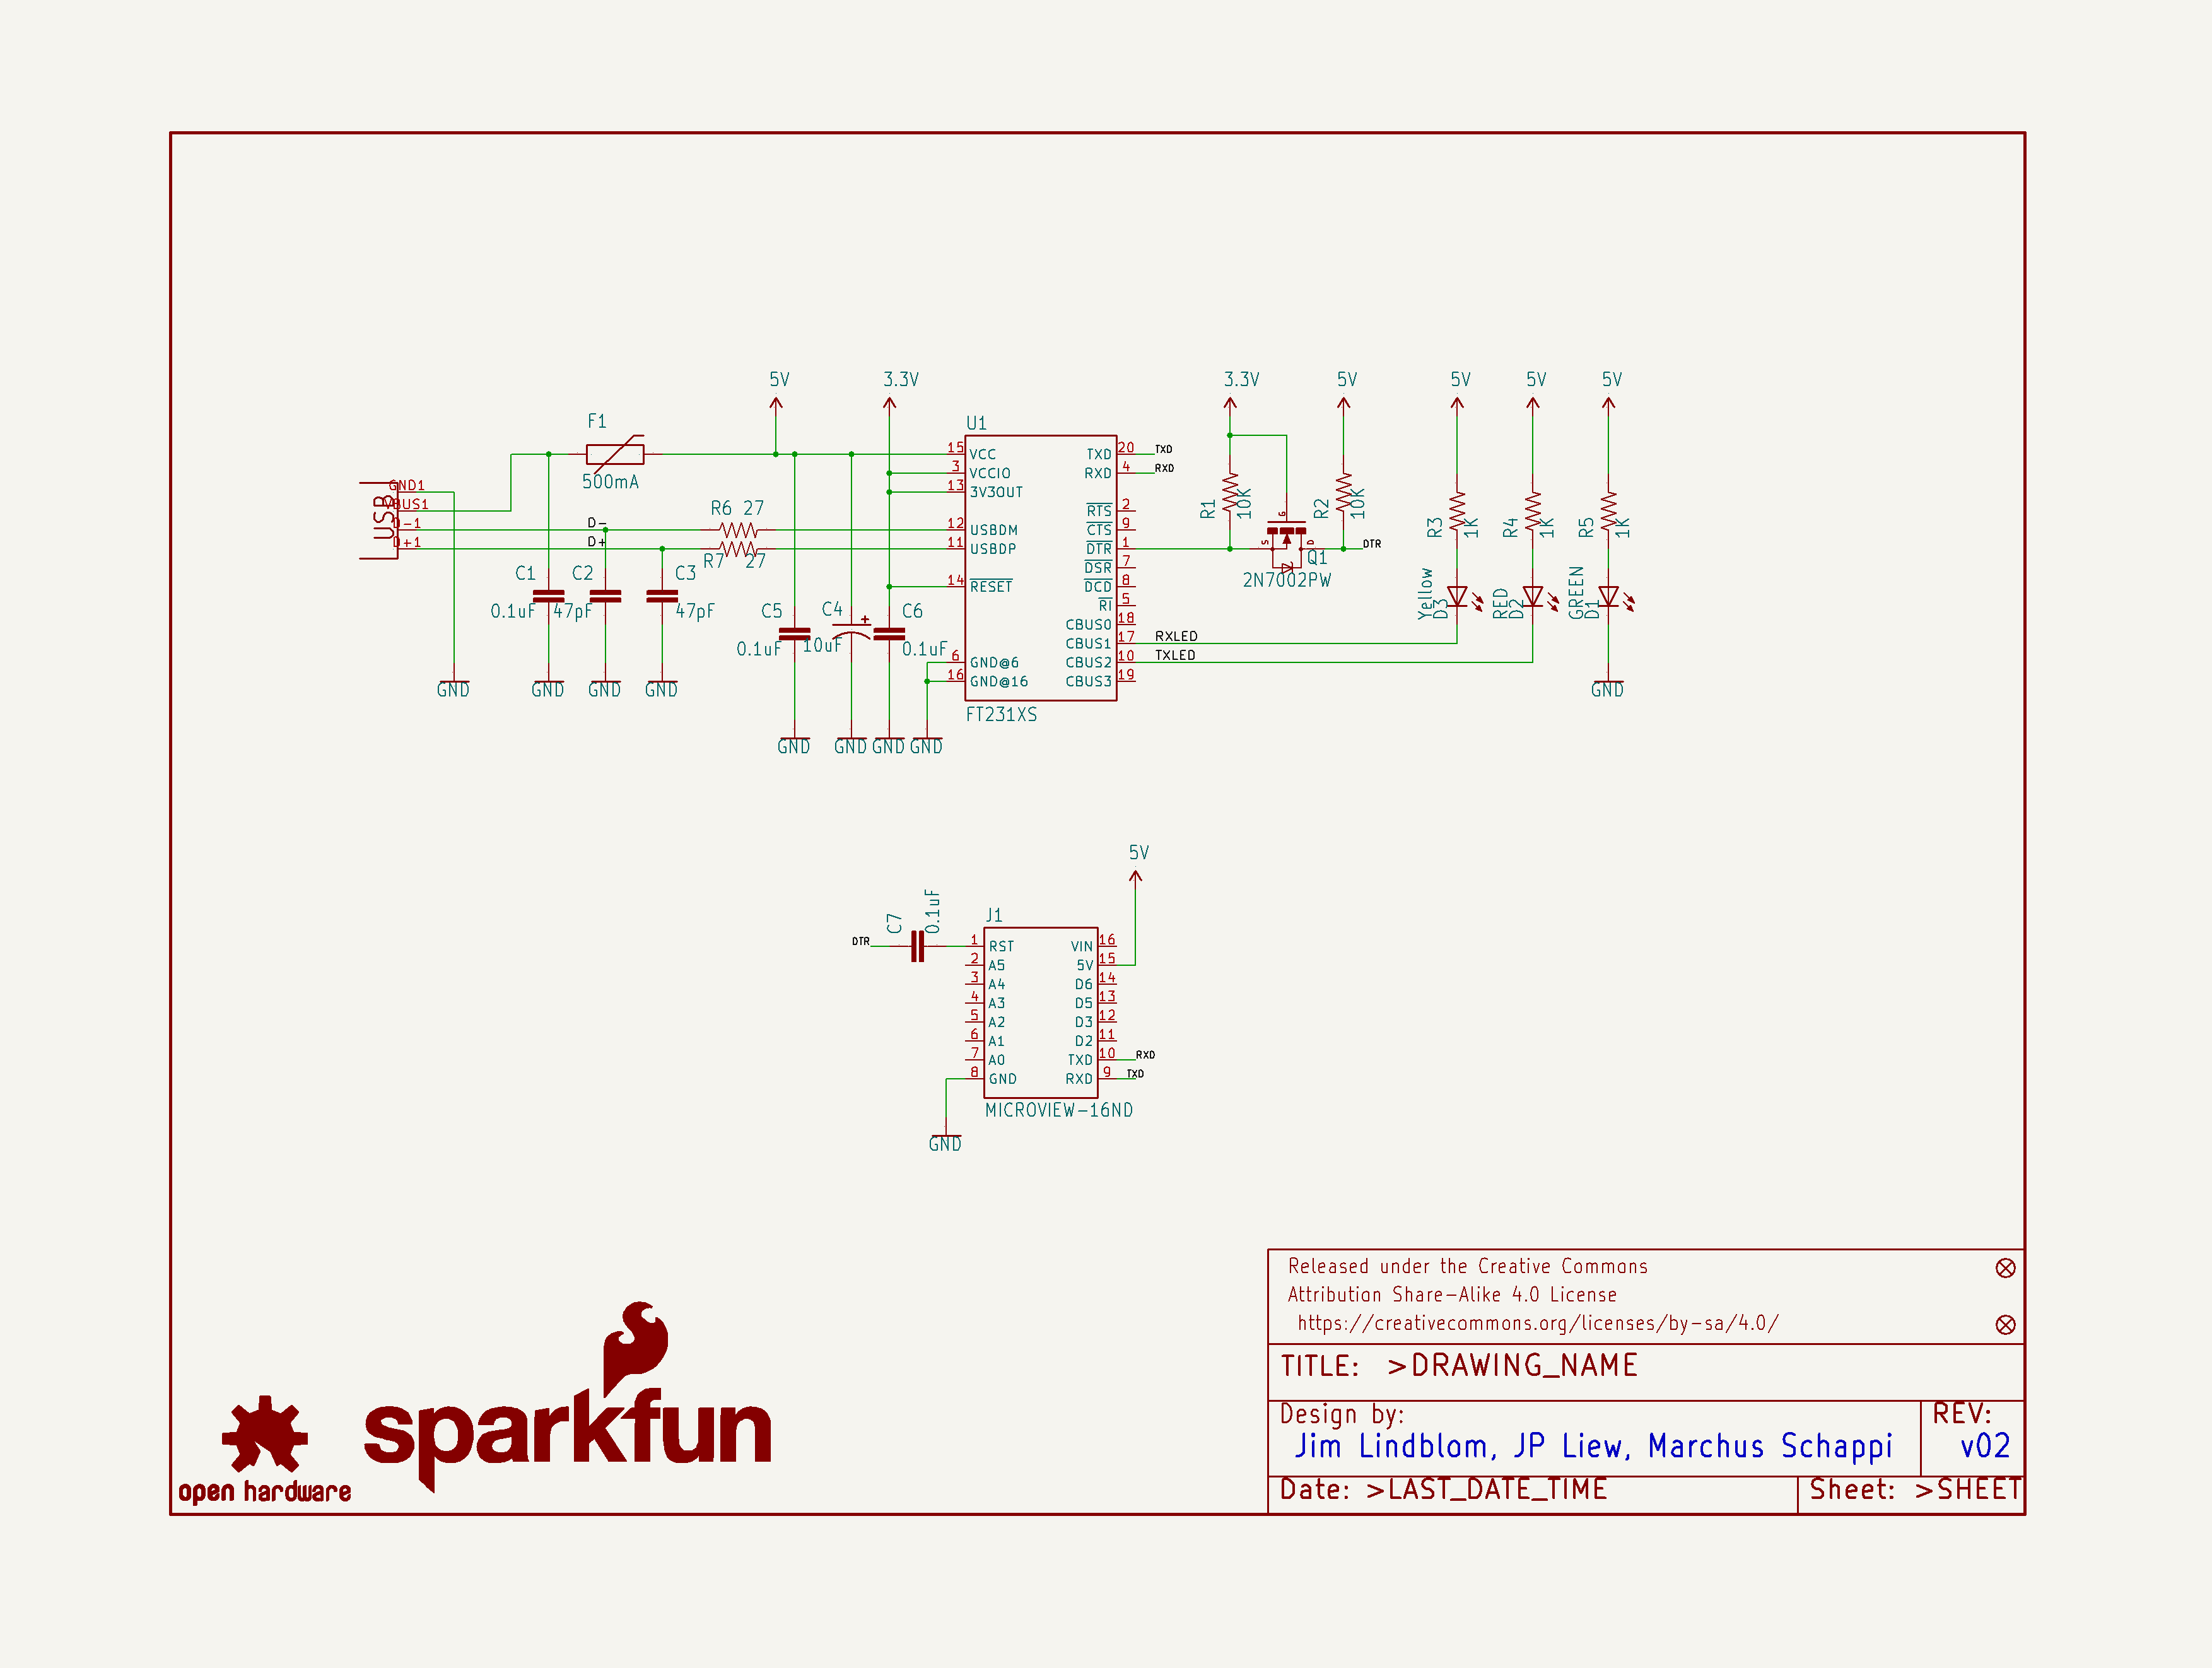 5V
3.3V
3.3V
5V
5V
5V
5V
F1
500mA
U1
USB
GND1
VBUS1
D-1
D+1
D-
D+
R6 27
R7 27
C1
0.1uF
C2
47pF
C3
47pF
C5
0.1uF
C4
+
10uF
C6
0.1uF
GND
GND
GND
GND
GND
GND
GND
GND
15 VCC
3 VCCIO
13 3V3OUT
12 USBDM
11 USBDP
14 RESET
6 GND@6
16 GND@16
TXD 20 TXD
RXD 4 RXD
RTS 2
CTS 9
DTR 1
DSR 7
DCD 8
RI 5
CBUS0 18
CBUS1 17 RXLED
CBUS2 10 TXLED
CBUS3 19
FT231XS
R1
10K
G
S
D
Q1
2N7002PW
R2
10K
DTR
R3
1K
R4
1K
R5
1K
Yellow
D3
RED
D2
GREEN
D1
GND
5V
DTR
C7
0.1uF
J1
1 RST
2 A5
3 A4
4 A3
5 A2
6 A1
7 A0
8 GND
VIN 16
5V 15
D6 14
D5 13
D3 12
D2 11
TXD 10 RXD
RXD 9 TXD
MICROVIEW-16ND
GND
Released under the Creative Commons
Attribution Share-Alike 4.0 License
https://creativecommons.org/licenses/by-sa/4.0/
TITLE: >DRAWING_NAME
Design by:
Jim Lindblom, JP Liew, Marchus Schappi
REV:
v02
Date: >LAST_DATE_TIME
Sheet: >SHEET
open hardware
sparkfun